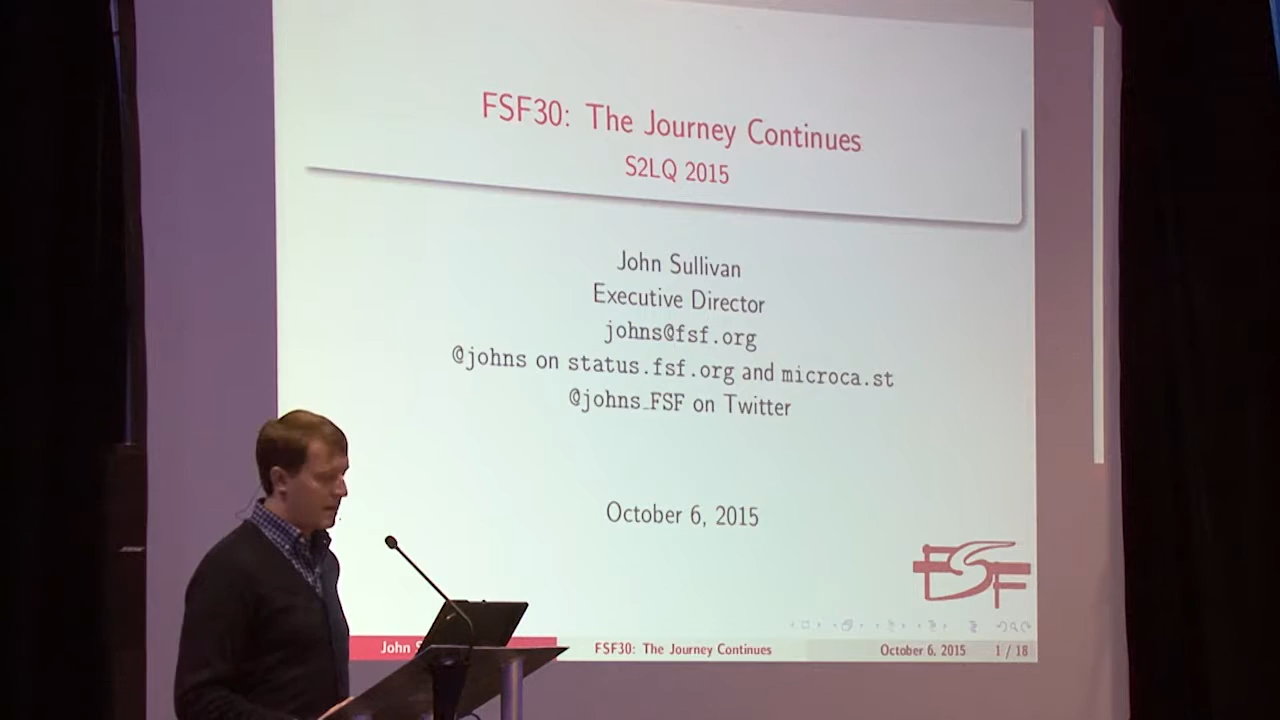 FSF30: The Journey Continues
S2LQ 2015
John Sullivan
Executive Director
johns@fsf.org
@johns on status.fsf.org and microca.st
@johns_FSF on Twitter
October 6, 2015
FSF
John S
FSF30: The Journey Continues
October 6, 2015
1 / 18